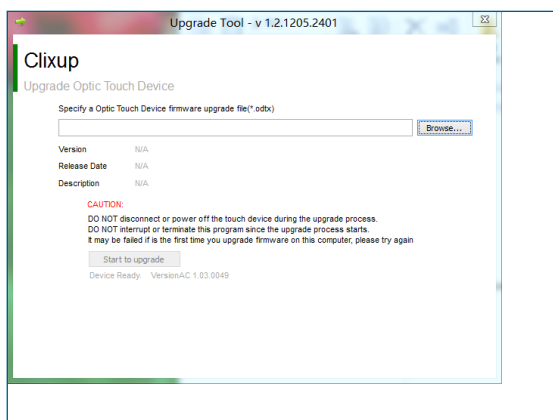 Upgrade Tool - v 1.2.1205.2401
Clixup
Upgrade Optic Touch Device
Specify a Optic Touch Device firmware upgrade file(*.odtx)
Browse...
Version N/A
Release Date N/A
Description N/A
CAUTION:
DO NOT disconnect or power off the touch device during the upgrade process.
DO NOT interrupt or terminate this program since the upgrade process starts.
It may be failed if is the first time you upgrade firmware on this computer, please try again
Start to upgrade
Device Ready. VersionAC 1.03.0049